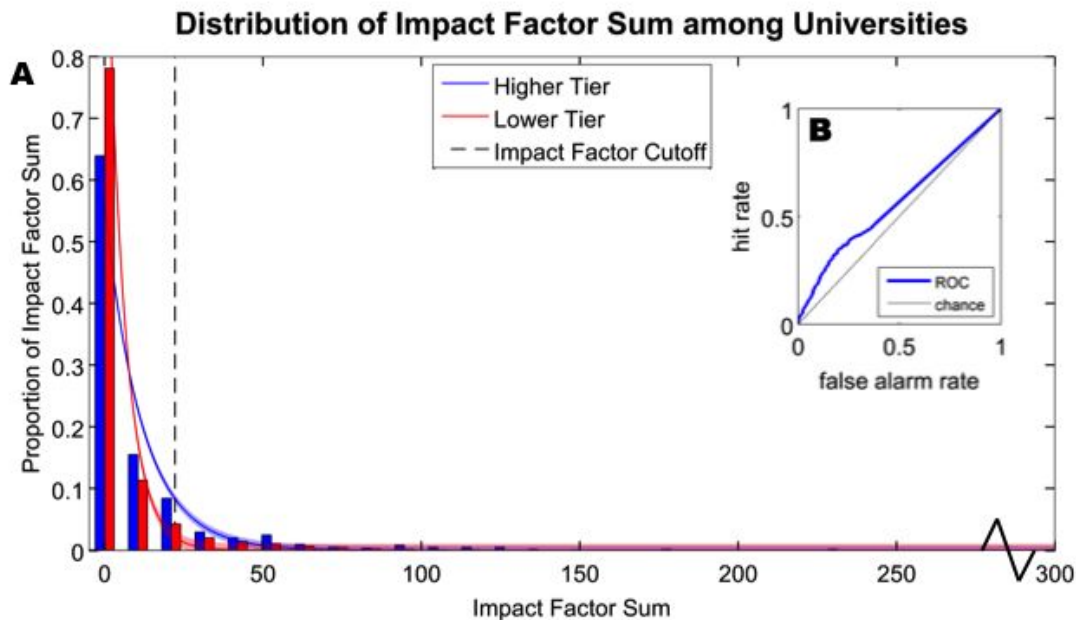 Distribution of Impact Factor Sum among Universities
A
0.8
0.7
0.6
0.5
0.4
0.3
0.2
0.1
0
Proportion of Impact Factor Sum
Higher Tier
Lower Tier
Impact Factor Cutoff
B
1
0.5
0
hit rate
ROC
chance
0 0.5 1
false alarm rate
0 50 100 150 200 250 300
Impact Factor Sum